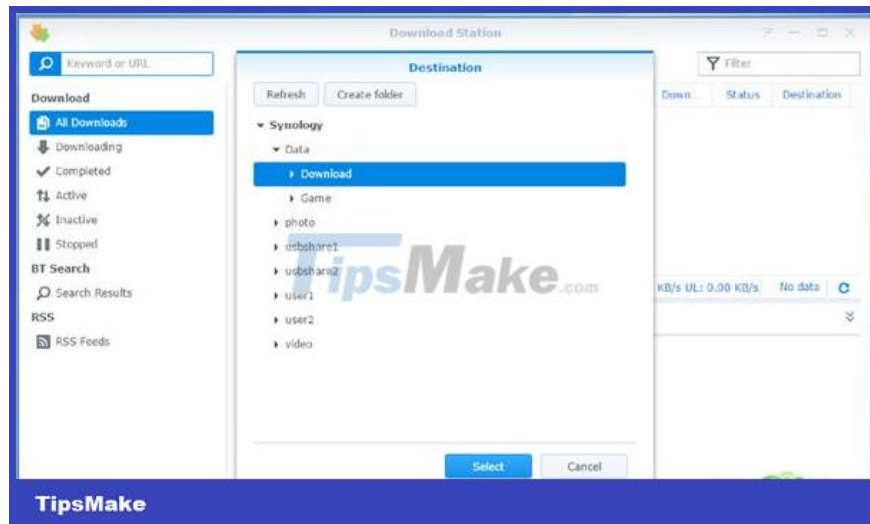 Download Station
Keyword or URL
Filter
Destination
Refresh
Create folder
Down...
Status
Destination
Download
All Downloads
Downloading
Completed
Active
Inactive
Stopped
BT Search
Search Results
RSS
RSS Feeds
Synology
Data
Download
Game
photo
usbshare1
usbshare2
user1
user2
video
TipsMake.com
KB/s UL: 0.00 KB/s
No data
Select
Cancel
TipsMake